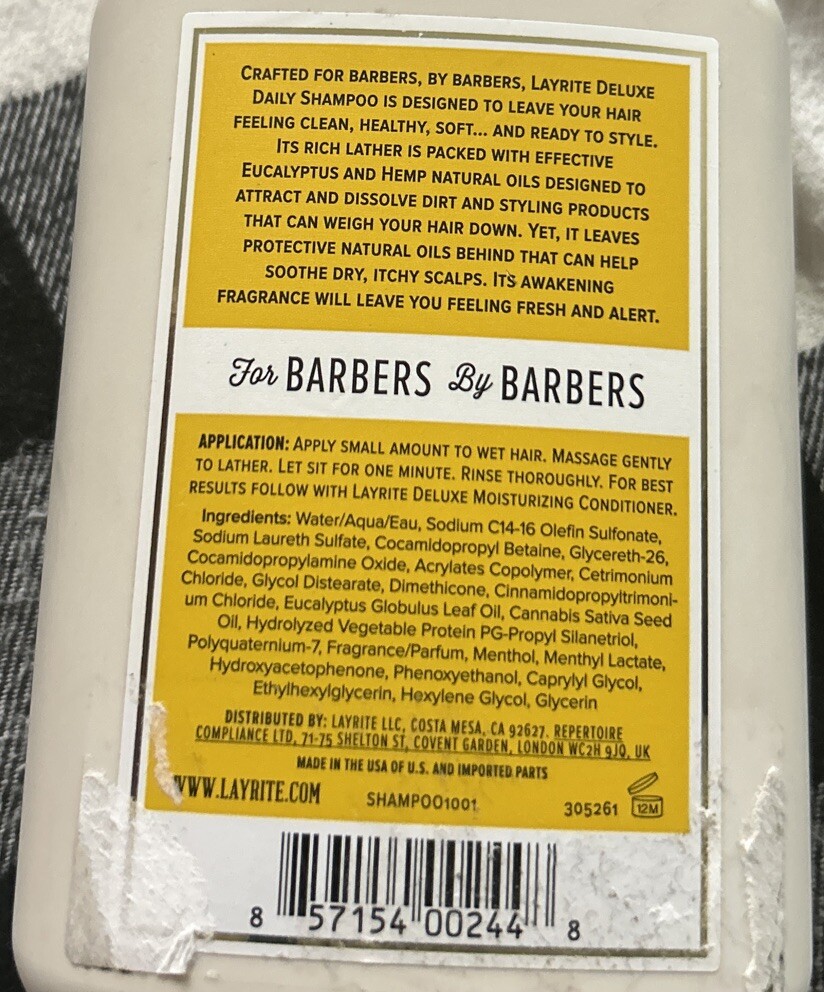 CRAFTED FOR BARBERS, BY BARBERS, LAYRITE DELUXE
DAILY SHAMPOO IS DESIGNED TO LEAVE YOUR HAIR
FEELING CLEAN, HEALTHY, SOFT... AND READY TO STYLE.
ITS RICH LATHER IS PACKED WITH EFFECTIVE
EUCALYPTUS AND HEMP NATURAL OILS DESIGNED TO
ATTRACT AND DISSOLVE DIRT AND STYLING PRODUCTS
THAT CAN WEIGH YOUR HAIR DOWN. YET, IT LEAVES
PROTECTIVE NATURAL OILS BEHIND THAT CAN HELP
SOOTHE DRY, ITCHY SCALPS. ITS AWAKENING
FRAGRANCE WILL LEAVE YOU FEELING FRESH AND ALERT.
For BARBERS By BARBERS
APPLICATION: APPLY SMALL AMOUNT TO WET HAIR. MASSAGE GENTLY
TO LATHER. LET SIT FOR ONE MINUTE. RINSE THOROUGHLY. FOR BEST
RESULTS FOLLOW WITH LAYRITE DELUXE MOISTURIZING CONDITIONER.
Ingredients: Water/Aqua/Eau, Sodium C14-16 Olefin Sulfonate,
Sodium Laureth Sulfate, Cocamidopropyl Betaine, Glycereth-26,
Cocamidopropylamine Oxide, Acrylates Copolymer, Cetrimonium
Chloride, Glycol Distearate, Dimethicone, Cinnamidopropyltrimoni-
um Chloride, Eucalyptus Globulus Leaf Oil, Cannabis Sativa Seed
Oil, Hydrolyzed Vegetable Protein PG-Propyl Silanetriol,
Polyquaternium-7, Fragrance/Parfum, Menthol, Menthyl Lactate,
Hydroxyacetophenone, Phenoxyethanol, Caprylyl Glycol,
Ethylhexylglycerin, Hexylene Glycol, Glycerin
DISTRIBUTED BY: LAYRITE LLC, COSTA MESA, CA 92627. REPERTOIRE
COMPLIANCE LTD, 71-75 SHELTON ST, COVENT GARDEN, LONDON WC2H 9JQ, UK
MADE IN THE USA OF U.S. AND IMPORTED PARTS
WWW.LAYRITE.COM SHAMPOO1001 305261 12M
8 57154 00244 8